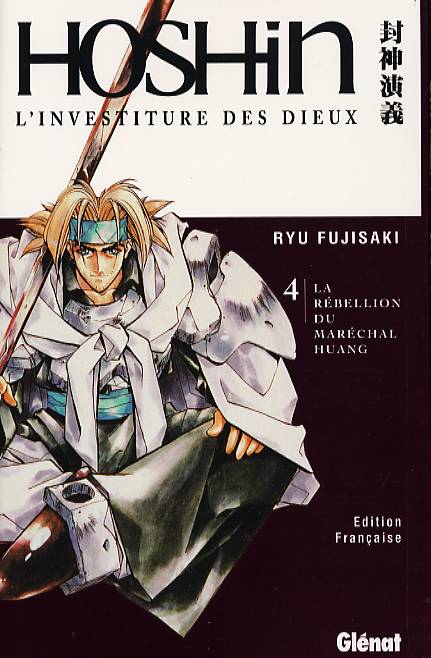 HOSHin
封神演義
L'INVESTITURE DES DIEUX
RYU FUJISAKI
4
LA
RÉBELLION
DU
MARÉCHAL
HUANG
Edition
Française
Glénat